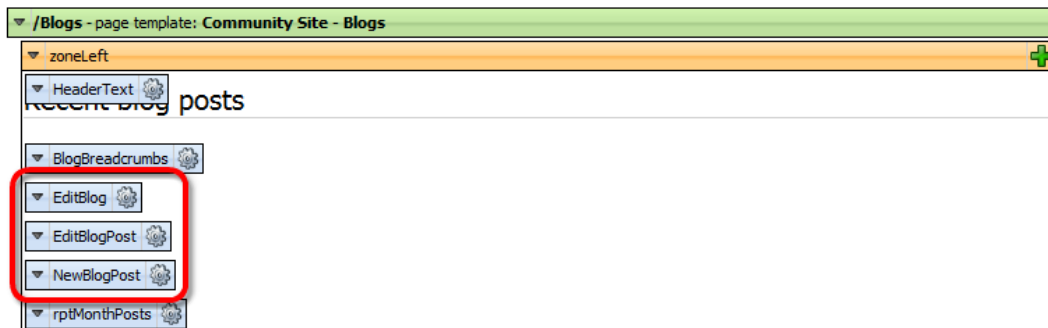 /Blogs - page template: Community Site - Blogs
zoneLeft
HeaderText
Recent blog posts
BlogBreadcrumbs
EditBlog
EditBlogPost
NewBlogPost
rptMonthPosts